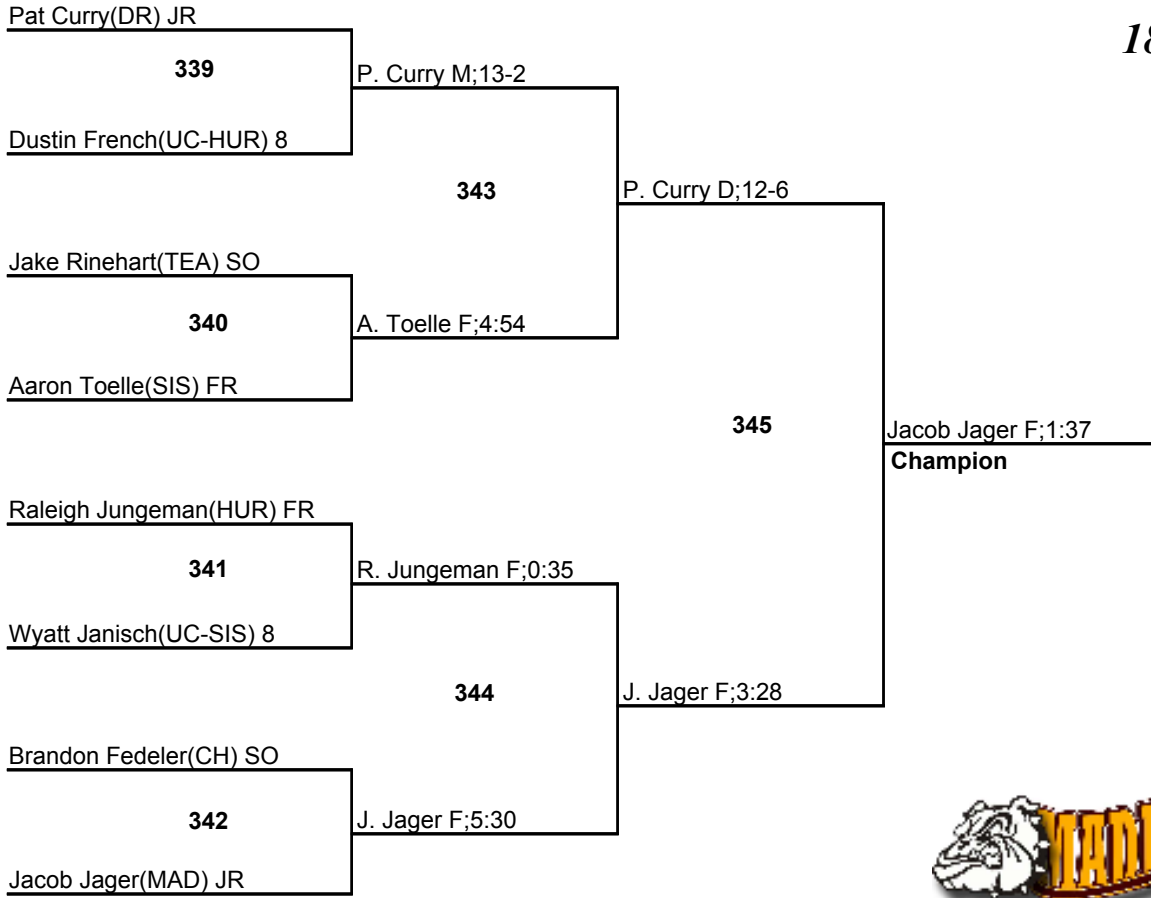 Pat Curry(DR) JR
18
339
P. Curry M;13-2
Dustin French(UC-HUR) 8
343
P. Curry D;12-6
Jake Rinehart(TEA) SO
340
A. Toelle F;4:54
Aaron Toelle(SIS) FR
345
Jacob Jager F;1:37
Champion
Raleigh Jungeman(HUR) FR
341
R. Jungeman F;0:35
Wyatt Janisch(UC-SIS) 8
344
J. Jager F;3:28
Brandon Fedeler(CH) SO
342
J. Jager F;5:30
Jacob Jager(MAD) JR